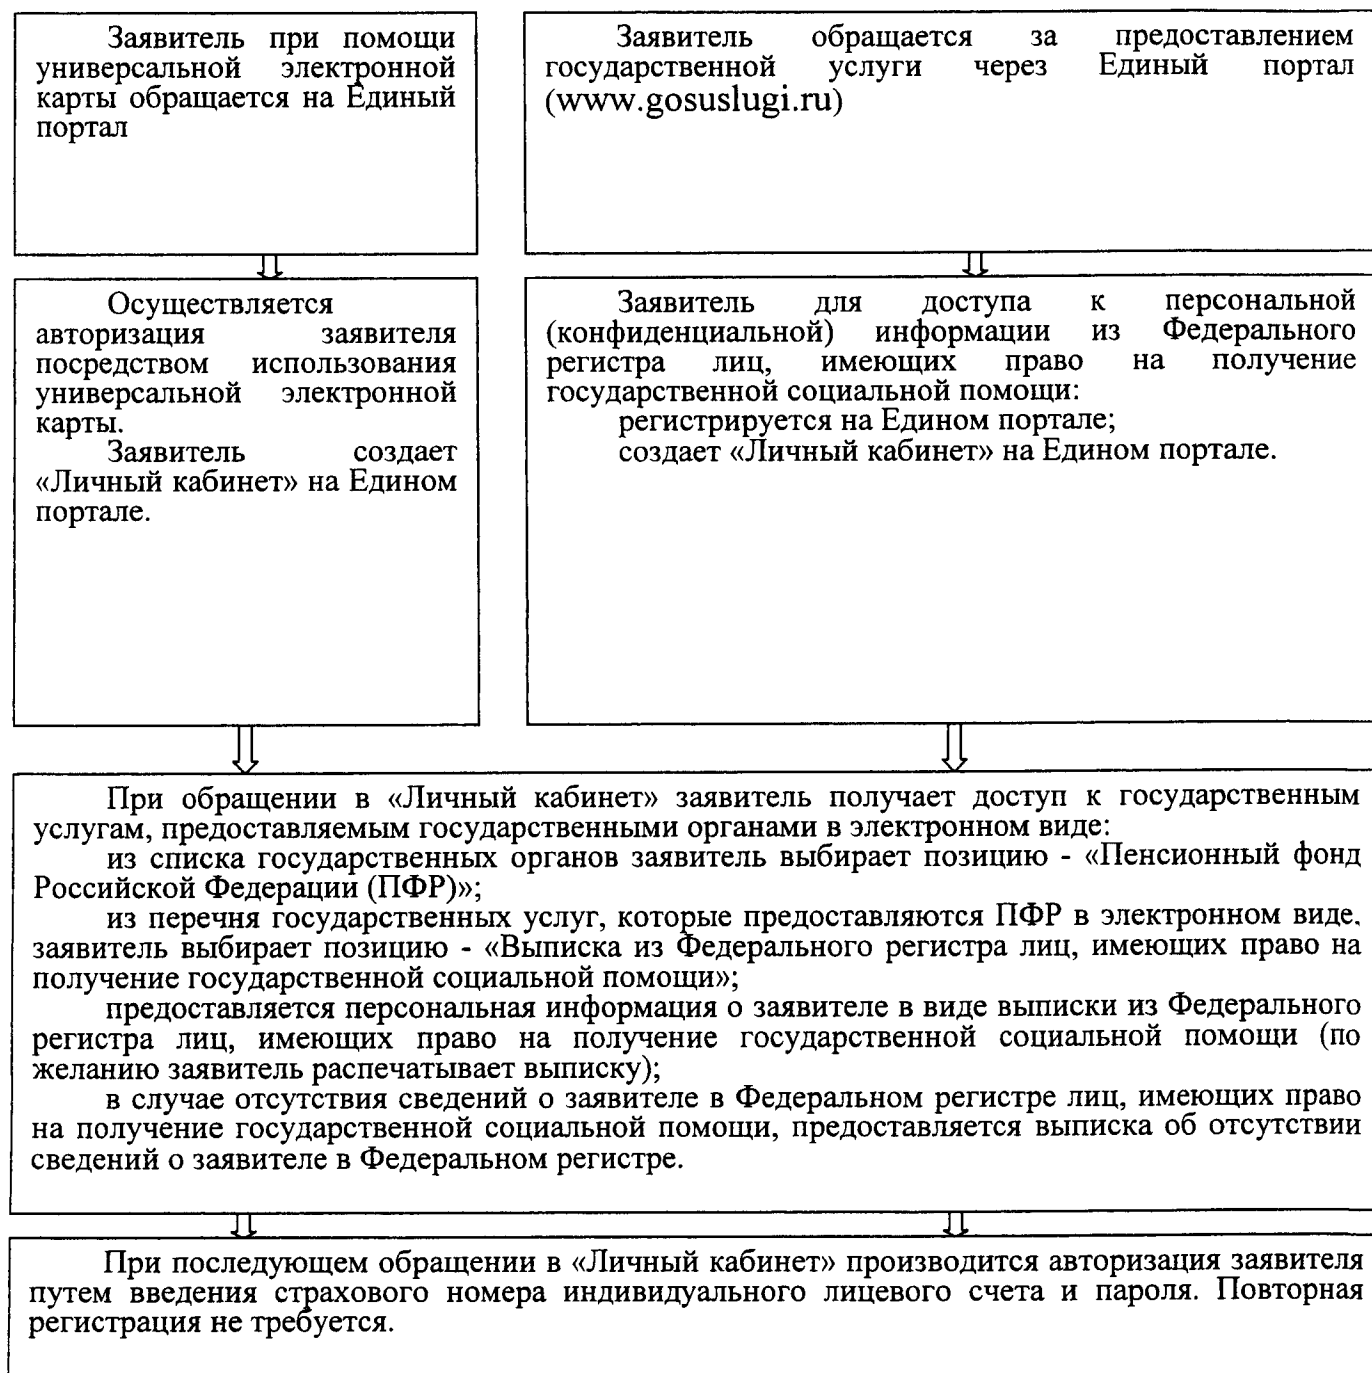 Заявитель при помощи
универсальной электронной
карты обращается на Единый
портал
Заявитель обращается за предоставлением
государственной услуги через Единый портал
(www.gosuslugi.ru)
Осуществляется
авторизация заявителя
посредством использования
универсальной электронной
карты.
Заявитель создает
«Личный кабинет» на Едином
портале.
Заявитель для доступа к персональной
(конфиденциальной) информации из Федерального
регистра лиц, имеющих право на получение
государственной социальной помощи:
регистрируется на Едином портале;
создает «Личный кабинет» на Едином портале.
При обращении в «Личный кабинет» заявитель получает доступ к государственным
услугам, предоставляемым государственными органами в электронном виде:
из списка государственных органов заявитель выбирает позицию - «Пенсионный фонд
Российской Федерации (ПФР)»;
из перечня государственных услуг, которые предоставляются ПФР в электронном виде.
заявитель выбирает позицию - «Выписка из Федерального регистра лиц, имеющих право на
получение государственной социальной помощи»;
предоставляется персональная информация о заявителе в виде выписки из Федерального
регистра лиц, имеющих право на получение государственной социальной помощи (по
желанию заявитель распечатывает выписку);
в случае отсутствия сведений о заявителе в Федеральном регистре лиц, имеющих право
на получение государственной социальной помощи, предоставляется выписка об отсутствии
сведений о заявителе в Федеральном регистре.
При последующем обращении в «Личный кабинет» производится авторизация заявителя
путем введения страхового номера индивидуального лицевого счета и пароля. Повторная
регистрация не требуется.